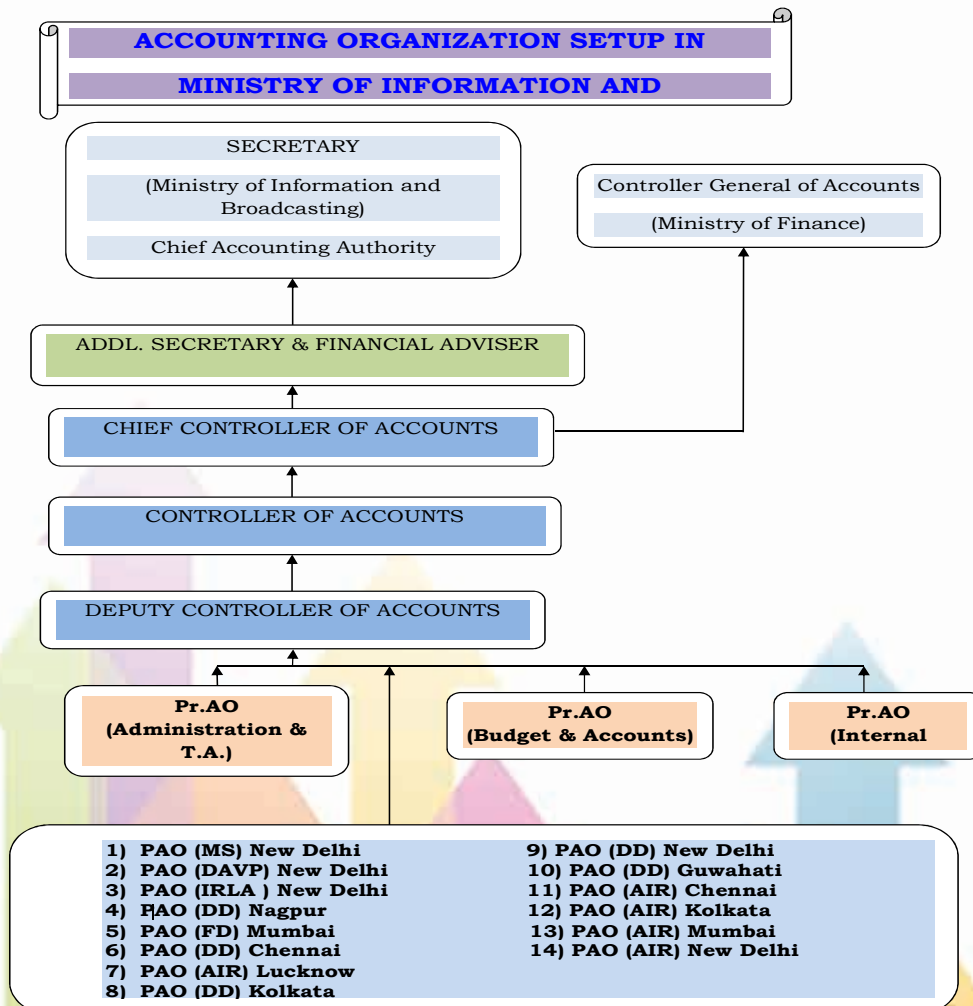 ACCOUNTING ORGANIZATION SETUP IN
MINISTRY OF INFORMATION AND
SECRETARY
(Ministry of Information and
Broadcasting)
Chief Accounting Authority
Controller General of Accounts
(Ministry of Finance)
ADDL. SECRETARY & FINANCIAL ADVISER
CHIEF CONTROLLER OF ACCOUNTS
CONTROLLER OF ACCOUNTS
DEPUTY CONTROLLER OF ACCOUNTS
Pr.AO
(Administration &
T.A.)
Pr.AO
(Budget & Accounts)
Pr.AO
(Internal
1) PAO (MS) New Delhi
2) PAO (DAVP) New Delhi
3) PAO (IRLA ) New Delhi
4) PAO (DD) Nagpur
5) PAO (FD) Mumbai
6) PAO (DD) Chennai
7) PAO (AIR) Lucknow
8) PAO (DD) Kolkata
9) PAO (DD) New Delhi
10) PAO (DD) Guwahati
11) PAO (AIR) Chennai
12) PAO (AIR) Kolkata
13) PAO (AIR) Mumbai
14) PAO (AIR) New Delhi